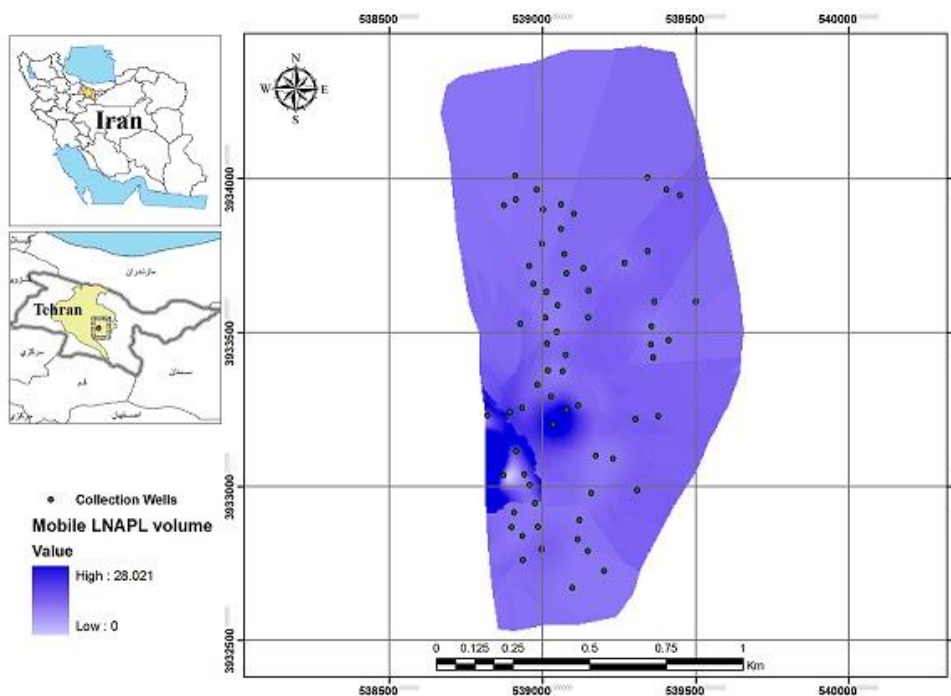 538500 539000 539500 540000
Iran
N
W E
S
3934000
مازندران
Tehran
3933500
مرکزی
قم
سمنان
اصفهان
مرکزی
3933000
Collection Wells
Mobile LNAPL volume
Value
High : 28.021
Low : 0
3932500
0 0.125 0.25 0.5 0.75 1
Km
538500 539000 539500 540000